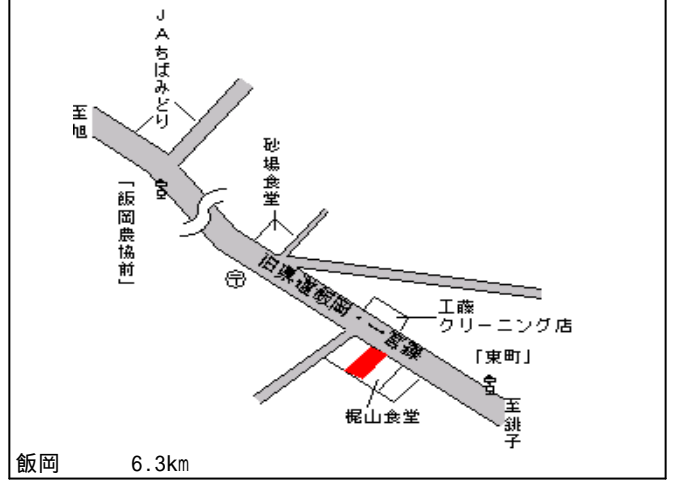 JAちばみどり
至旭
「飯岡農協前」
砂場食堂
〒
旧県道飯岡・一宮線
工藤
クリーニング店
「東町」
梶山食堂
至銚子
飯岡 6.3km